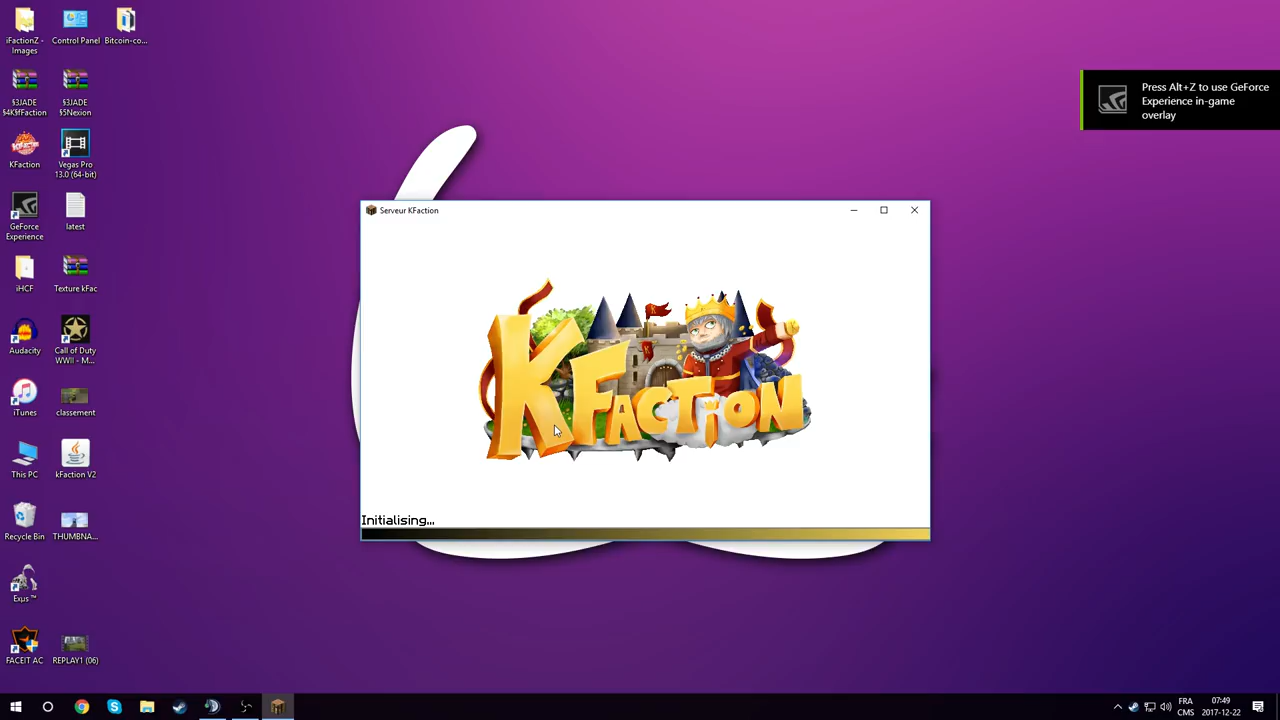 iFactionZ -
Images
Control Panel
Bitcoin-co...
§3JADE
§4K§fFaction
§3JADE
§5Nexion
KFaction
Vegas Pro
13.0 (64-bit)
GeForce
Experience
latest
iHCF
Texture kFac
Audacity
Call of Duty
WWII - M...
iTunes
classement
This PC
kFaction V2
Recycle Bin
THUMBNA...
Exµs ™
FACEIT AC
REPLAY1 (06)
Press Alt+Z to use GeForce
Experience in-game
overlay
Serveur KFaction
K
K
KFACTION
Initialising...
FRA
CMS
07:49
2017-12-22